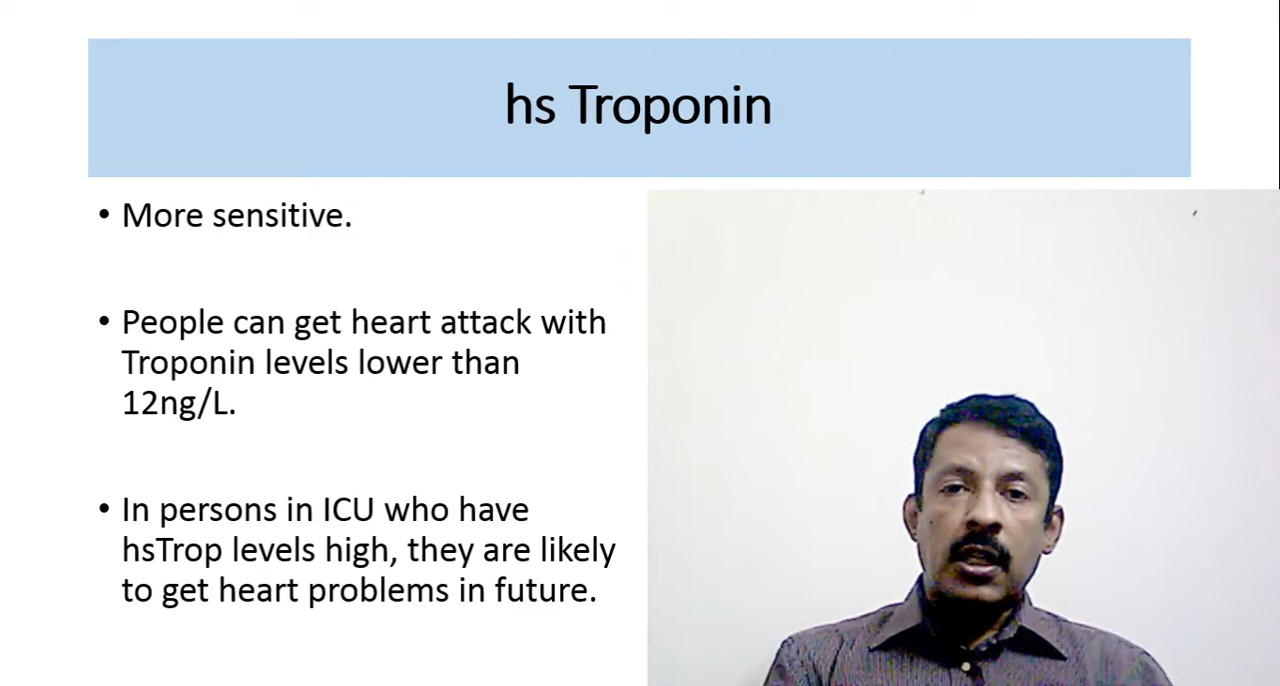 hs Troponin
• More sensitive.
• People can get heart attack with
Troponin levels lower than
12ng/L.
• In persons in ICU who have
hsTrop levels high, they are likely
to get heart problems in future.